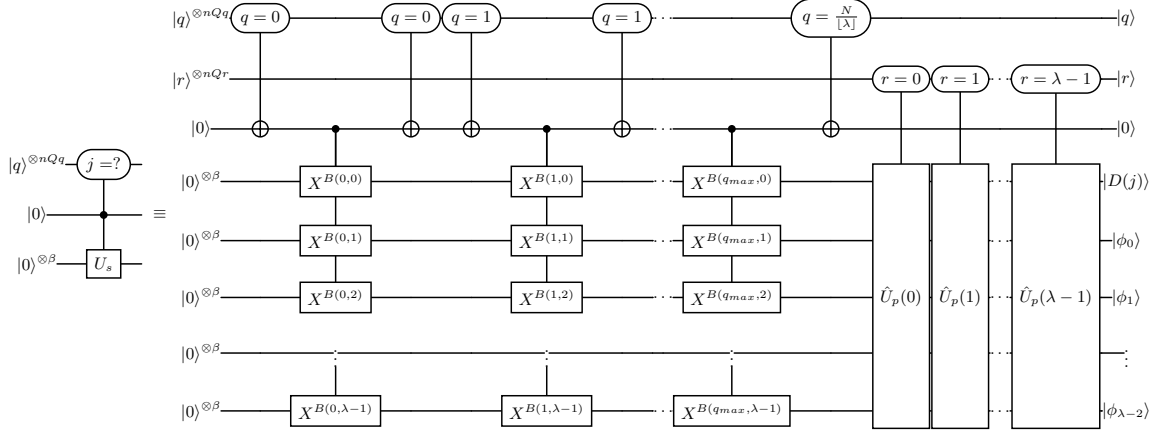 |q⟩^{⊗nQq} q = 0 q = 0 q = 1 ··· q = 1 q = N/⌊λ⌋ |q⟩
|r⟩^{⊗nQr} r = 0 r = 1 ··· r = λ − 1 |r⟩
|0⟩ ··· |0⟩
|q⟩^{⊗nQq} j =?
|0⟩^{⊗β} X^{B(0,0)} X^{B(1,0)} ··· X^{B(q_{max},0)} ··· |D(j)⟩
|0⟩ ≡
|0⟩^{⊗β} X^{B(0,1)} X^{B(1,1)} ··· X^{B(q_{max},1)} ··· |ϕ_0⟩
|0⟩^{⊗β} U_s
|0⟩^{⊗β} X^{B(0,2)} X^{B(1,2)} ··· X^{B(q_{max},2)} Û_p(0) Û_p(1) ··· Û_p(λ − 1) |ϕ_1⟩
|0⟩^{⊗β} ⋮ ⋮ ⋮ ··· ⋮
|0⟩^{⊗β} X^{B(0,λ−1)} X^{B(1,λ−1)} ··· X^{B(q_{max},λ−1)} ··· |ϕ_{λ−2}⟩